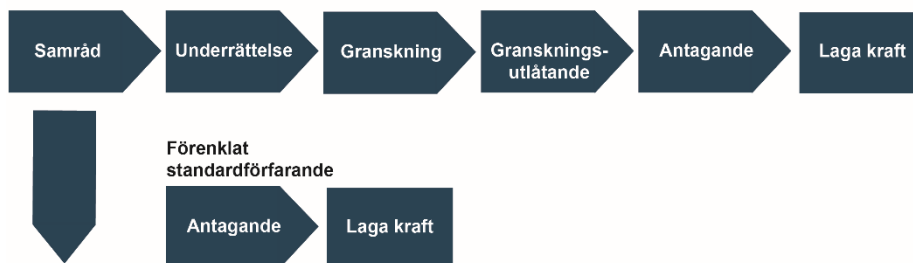 Samråd
Underrättelse
Granskning
Gransknings-
utlåtande
Antagande
Laga kraft
Förenklat
standardförfarande
Antagande
Laga kraft